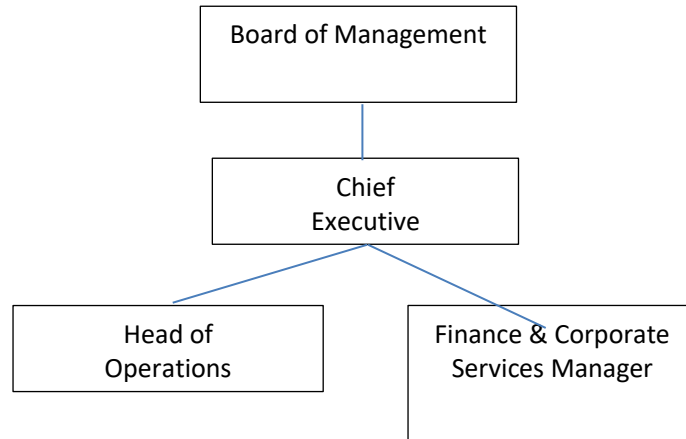 Board of Management
Chief
Executive
Head of
Operations
Finance & Corporate
Services Manager